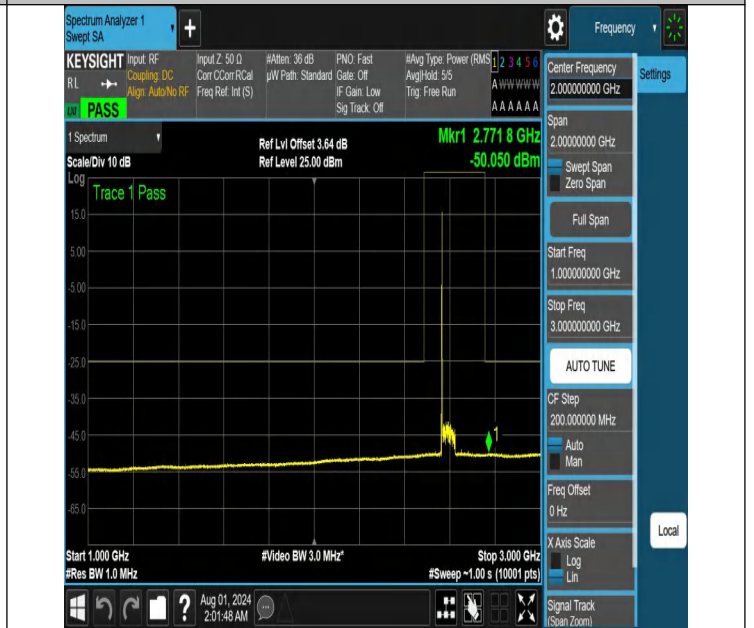 Spectrum Analyzer 1
Swept SA
+
Frequency
KEYSIGHT
RL
PASS
Input: RF
Coupling: DC
Align: Auto/No RF
Input Z: 50 Ω
Corr CCorr RCal
Freq Ref: Int (S)
#Atten: 36 dB
µW Path: Standard
PNO: Fast
Gate: Off
IF Gain: Low
Sig Track: Off
#Avg Type: Power (RMS
Avg|Hold: 5/5
Trig: Free Run
1 2 3 4 5 6
A W W W W W
A A A A A A
Center Frequency
2.000000000 GHz
Settings
Span
2.00000000 GHz
Swept Span
Zero Span
Full Span
Start Freq
1.000000000 GHz
Stop Freq
3.000000000 GHz
AUTO TUNE
CF Step
200.000000 MHz
Auto
Man
Freq Offset
0 Hz
X Axis Scale
Log
Lin
Signal Track
(Span Zoom)
Local
1 Spectrum
Scale/Div 10 dB
Ref Lvl Offset 3.64 dB
Ref Level 25.00 dBm
Mkr1 2.771 8 GHz
-50.050 dBm
Log
Trace 1 Pass
15.0
5.00
-5.00
-15.0
-25.0
-35.0
-45.0
-55.0
-65.0
1
Start 1.000 GHz
#Res BW 1.0 MHz
#Video BW 3.0 MHz*
Stop 3.000 GHz
#Sweep ~1.00 s (10001 pts)
?
Aug 01, 2024
2:01:48 AM